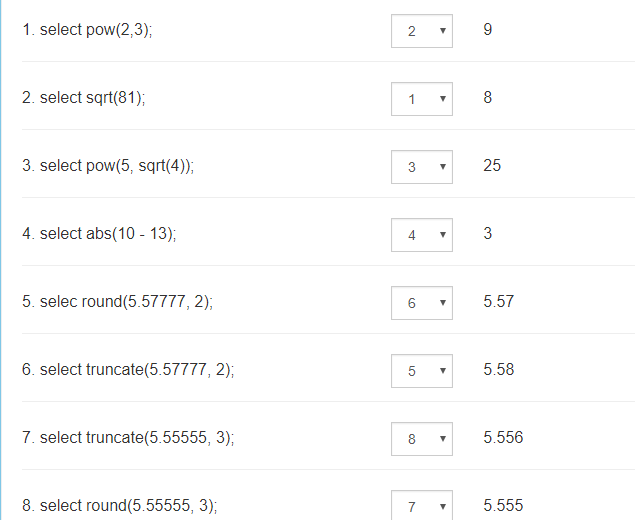 1. select pow(2,3); 2 ▼ 9
2. select sqrt(81); 1 ▼ 8
3. select pow(5, sqrt(4)); 3 ▼ 25
4. select abs(10 - 13); 4 ▼ 3
5. selec round(5.57777, 2); 6 ▼ 5.57
6. select truncate(5.57777, 2); 5 ▼ 5.58
7. select truncate(5.55555, 3); 8 ▼ 5.556
8. select round(5.55555, 3); 7 ▼ 5.555